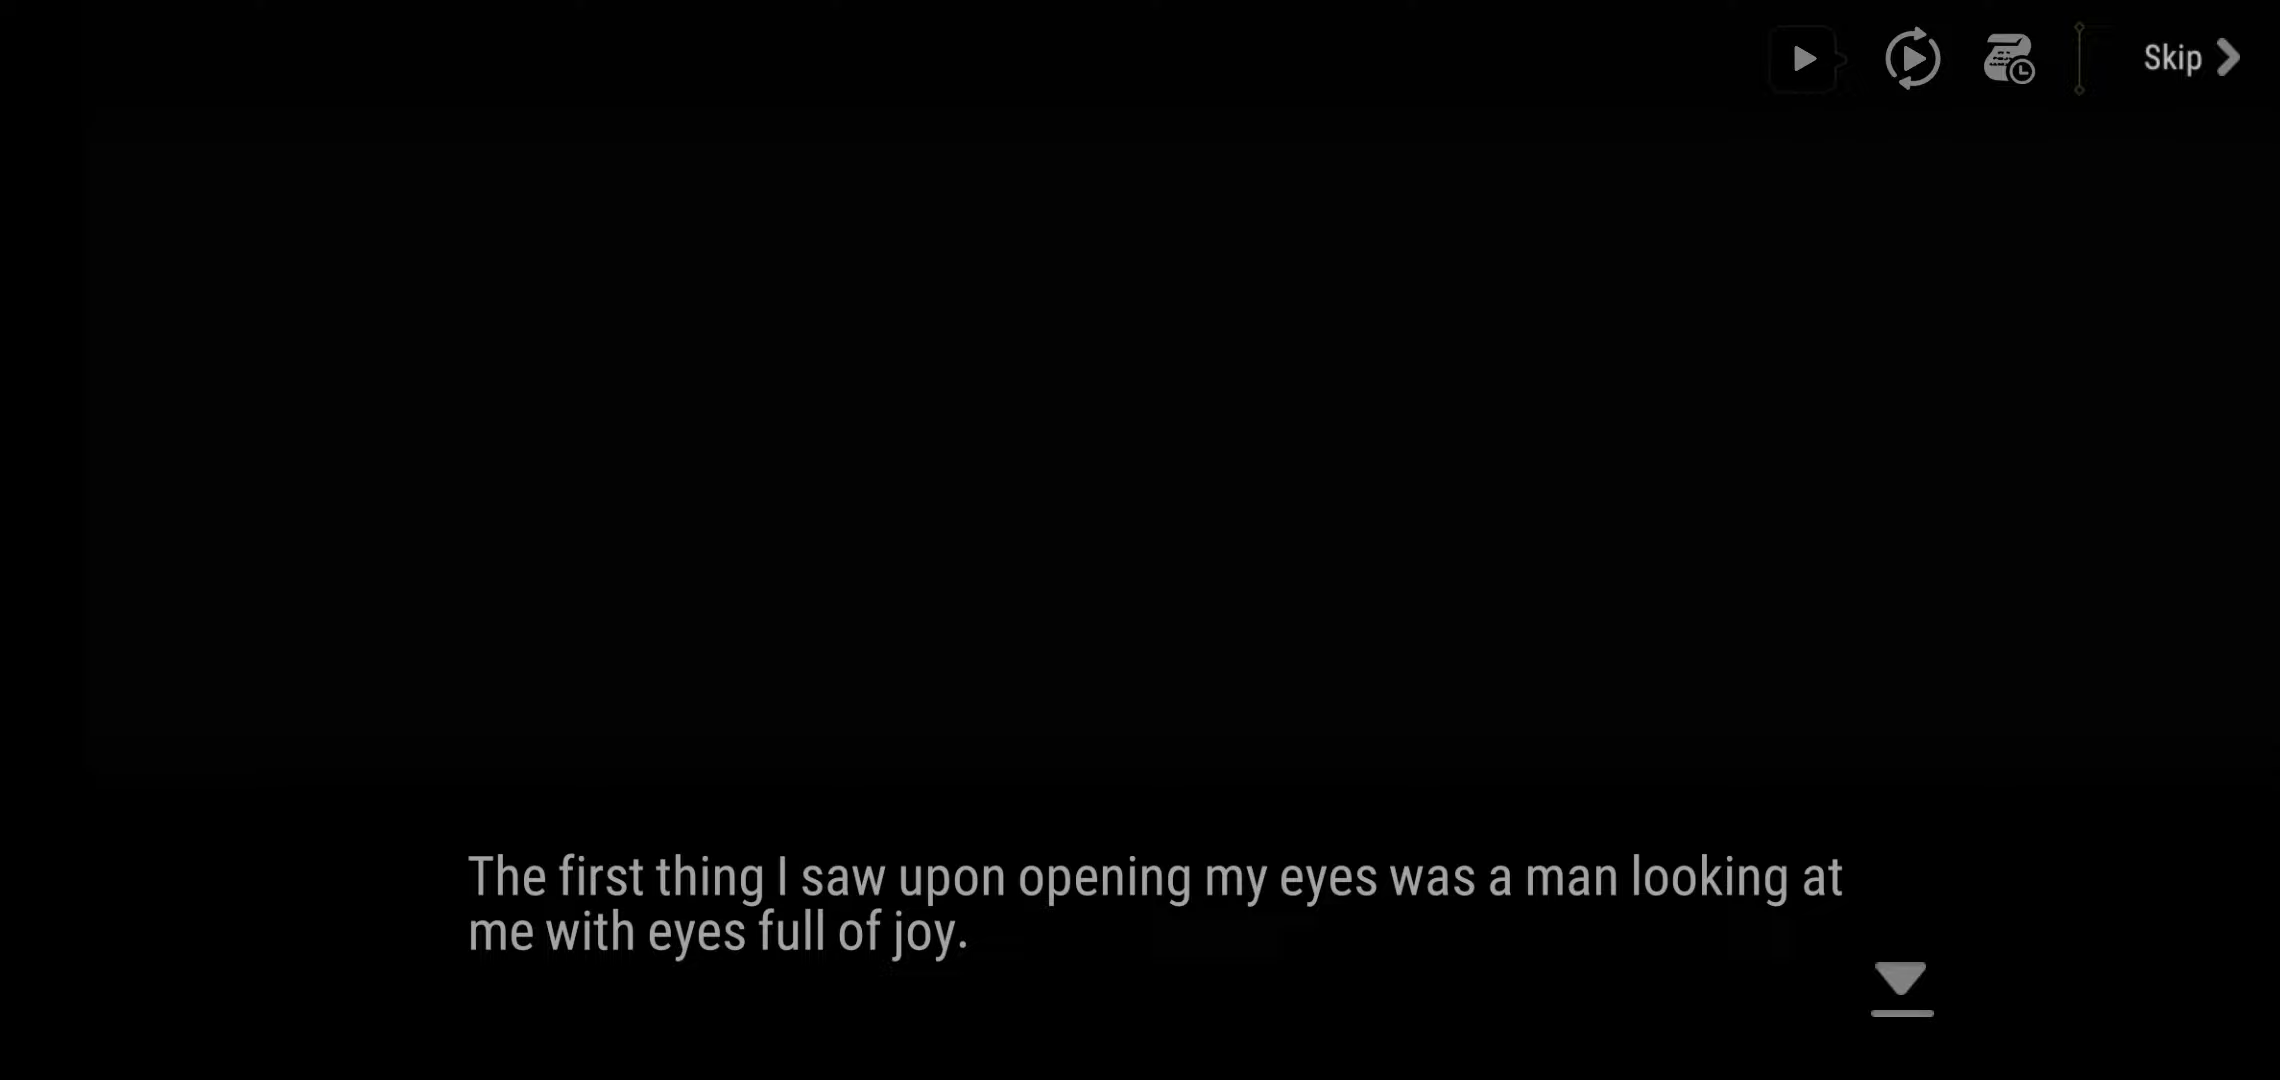 Skip
The first thing I saw upon opening my eyes was a man looking at
me with eyes full of joy.